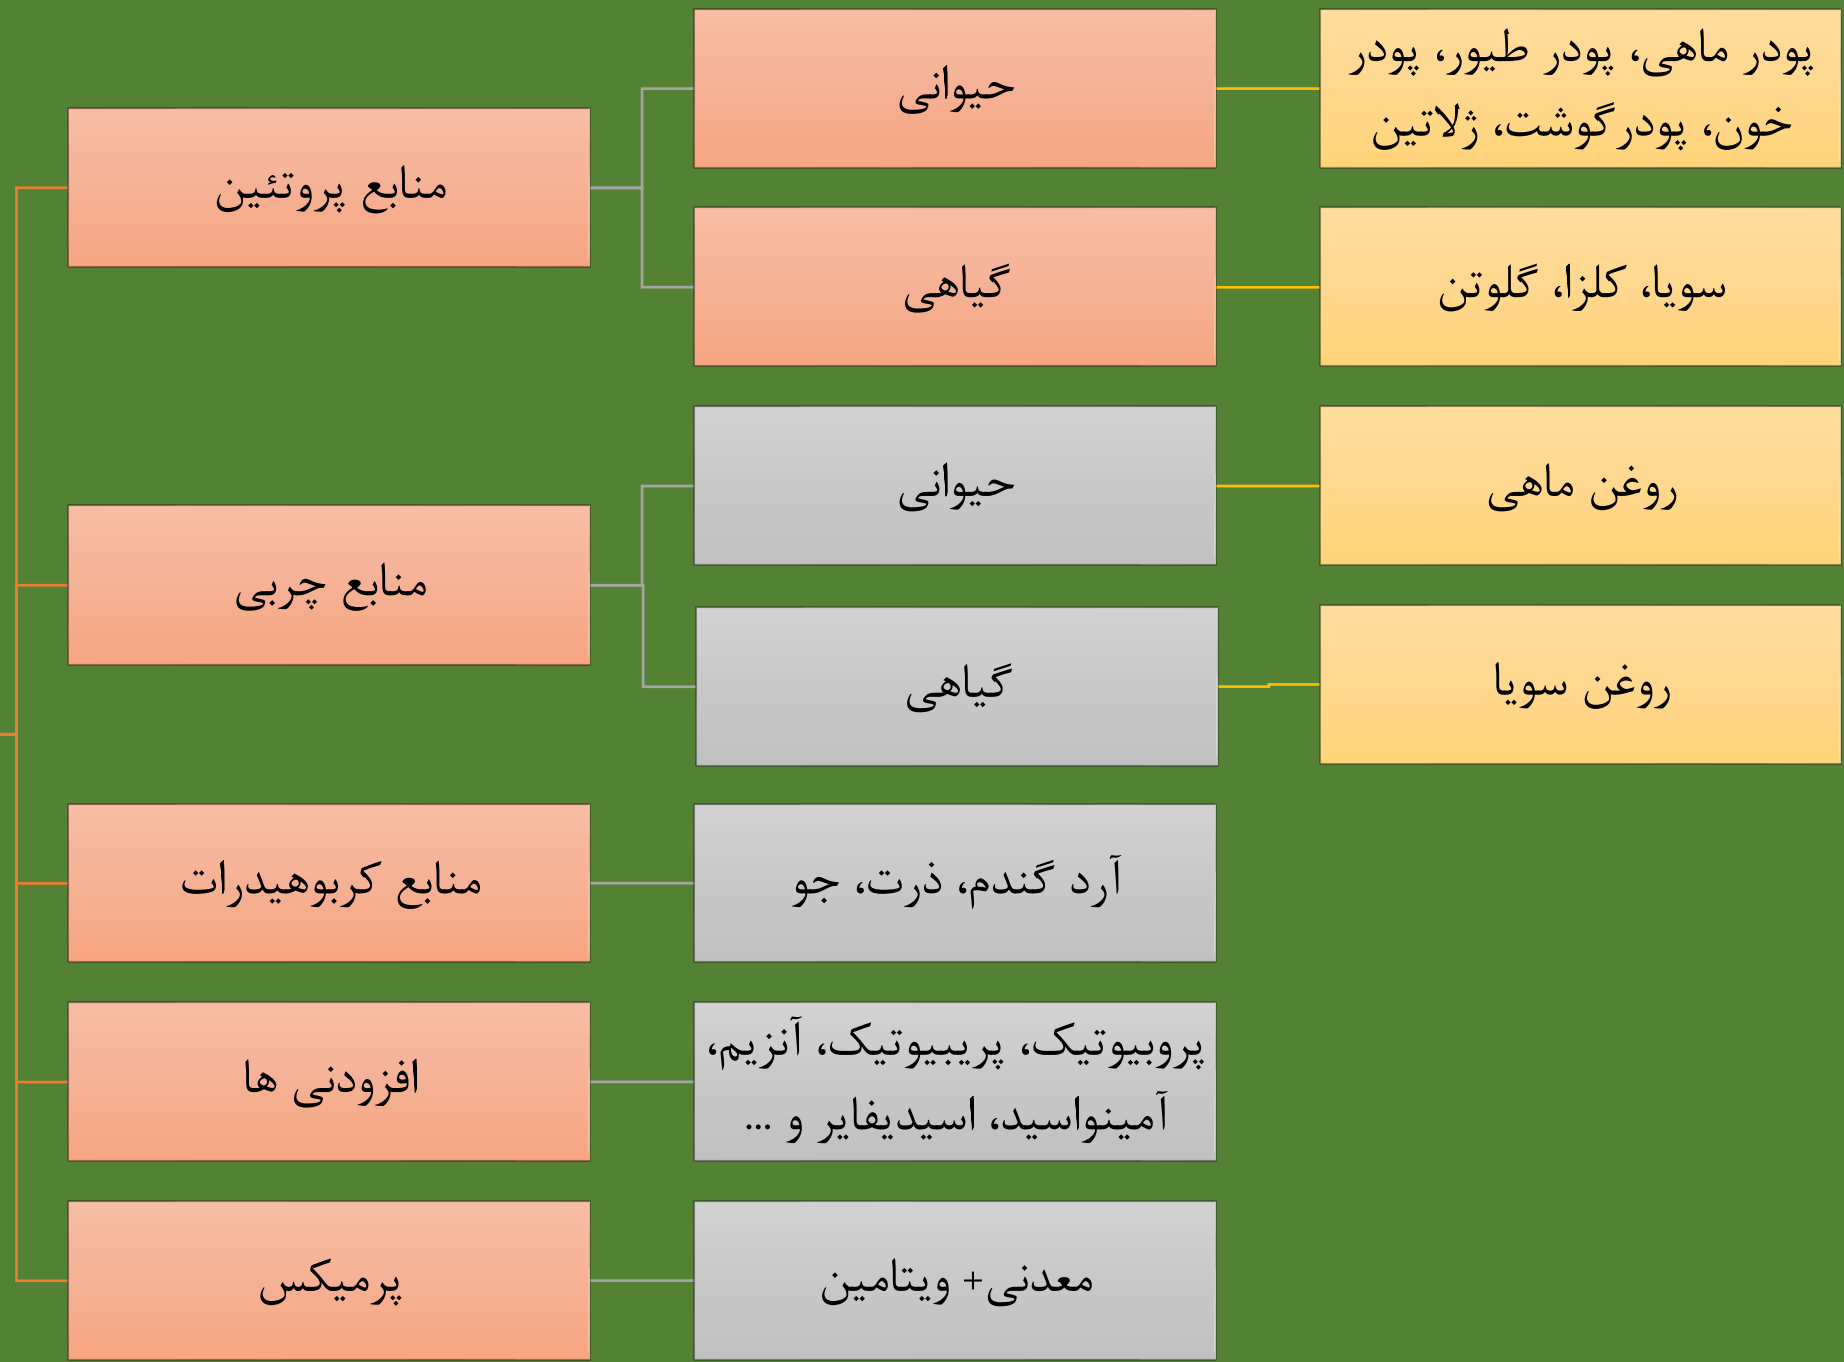 منابع پروتئین
حیوانی
پودر ماهی، پودر طیور، پودر
خون، پودرگوشت، ژلاتین
گیاهی
سویا، کلزا، گلوتن
منابع چربی
حیوانی
روغن ماهی
گیاهی
روغن سویا
منابع کربوهیدرات
آرد گندم، ذرت، جو
افزودنی ها
پروبیوتیک، پریبیوتیک، آنزیم،
آمینواسید، اسیدیفایر و ...
پرمیکس
معدنی+ ویتامین